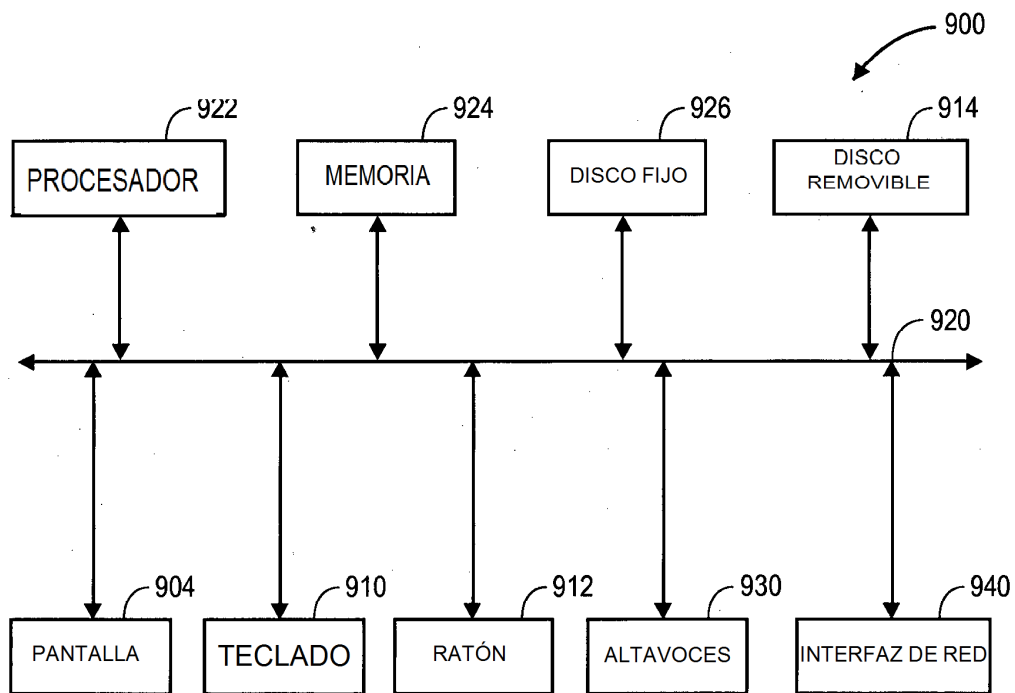 900
922
924
926
914
PROCESADOR
MEMORIA
DISCO FIJO
DISCO
REMOVIBLE
920
904
910
912
930
940
PANTALLA
TECLADO
RATÓN
ALTAVOCES
INTERFAZ DE RED